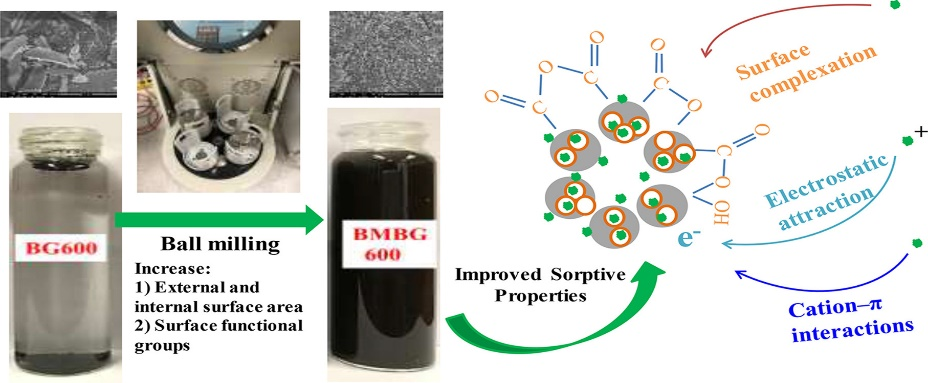 BG600
Ball milling
Increase:
1) External and
internal surface area
2) Surface functional
groups
BMBG
600
Improved Sorptive
Properties
O
O
O
O
O
C
C
C
C
O
O
OH
Surface
complexation
+
Electrostatic
attraction
e-
Cation–π
interactions